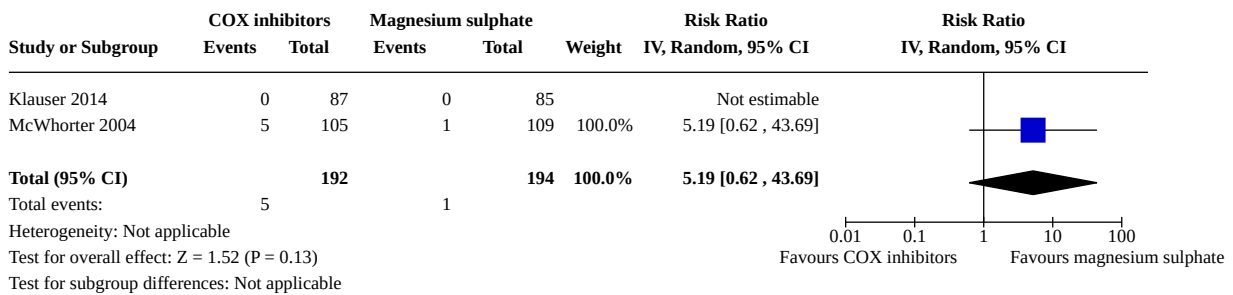 COX inhibitors Magnesium sulphate Risk Ratio Risk Ratio
Study or Subgroup Events Total Events Total Weight IV, Random, 95% CI IV, Random, 95% CI
Klauser 2014 0 87 0 85 Not estimable
McWhorter 2004 5 105 1 109 100.0% 5.19 [0.62 , 43.69]
Total (95% CI) 192 194 100.0% 5.19 [0.62 , 43.69]
Total events: 5 1
Heterogeneity: Not applicable
0.01 0.1 1 10 100
Test for overall effect: Z = 1.52 (P = 0.13) Favours COX inhibitors Favours magnesium sulphate
Test for subgroup differences: Not applicable